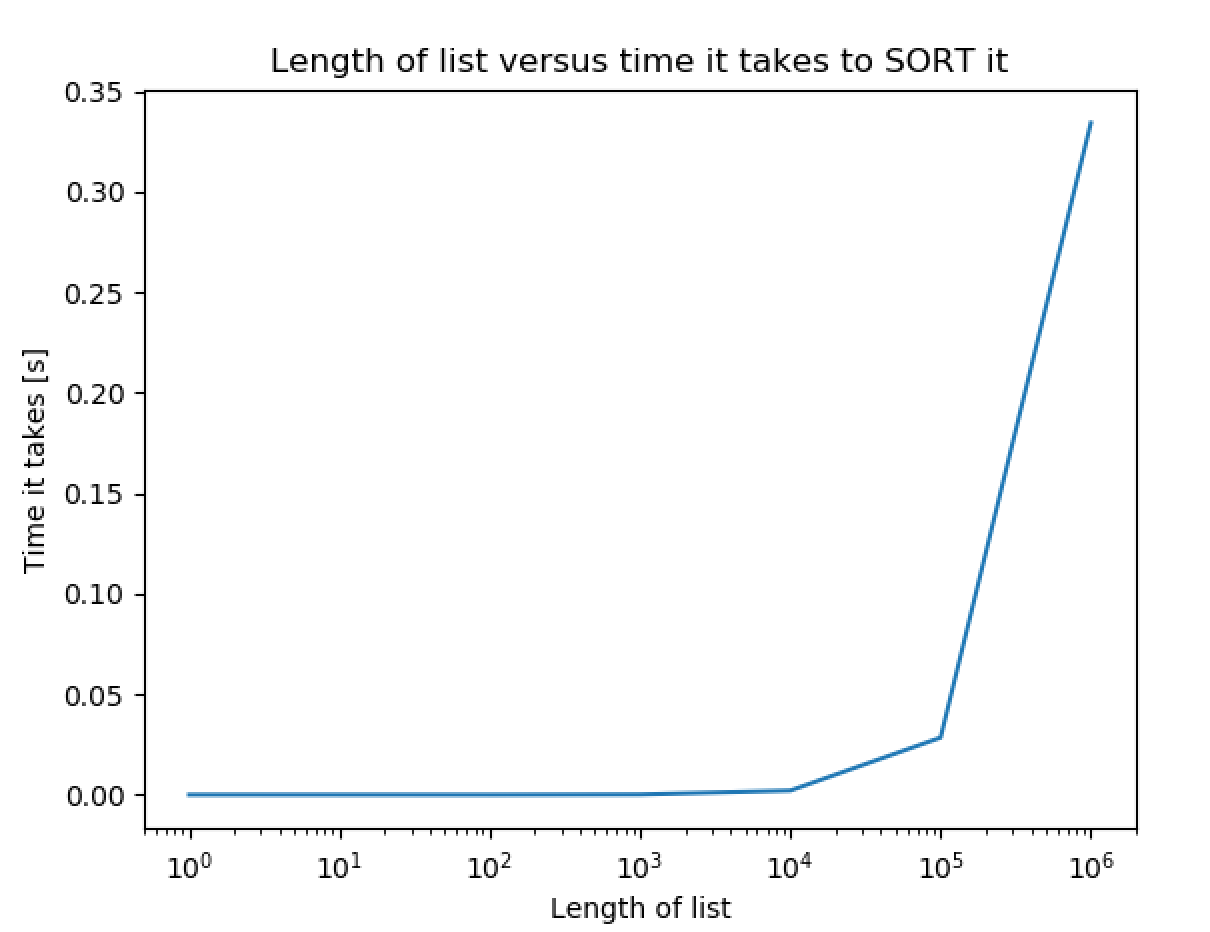 Length of list versus time it takes to SORT it
0.35
0.30
0.25
0.20
0.15
0.10
0.05
0.00
Time it takes [s]
10⁰ 10¹ 10² 10³ 10⁴ 10⁵ 10⁶
Length of list